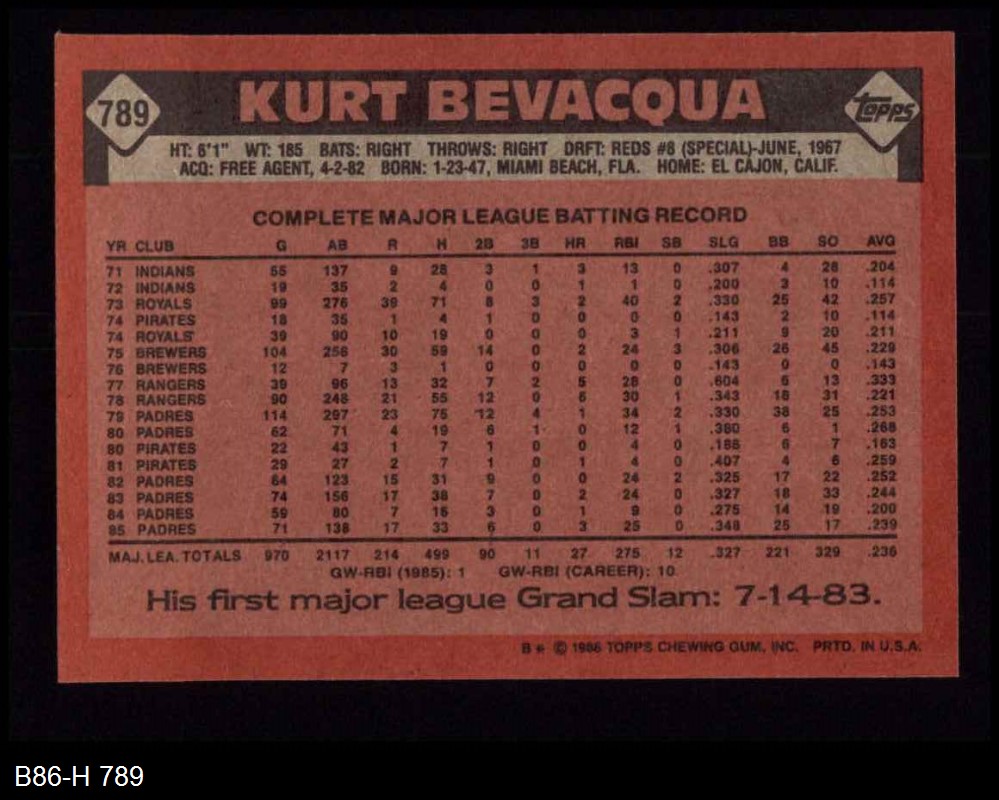 789
KURT BEVACQUA
topps
HT: 6'1" WT: 185 BATS: RIGHT THROWS: RIGHT DRFT: REDS #8 (SPECIAL)-JUNE, 1967
ACQ: FREE AGENT, 4-2-82 BORN: 1-23-47, MIAMI BEACH, FLA. HOME: EL CAJON, CALIF.
COMPLETE MAJOR LEAGUE BATTING RECORD
YR CLUB G AB R H 2B 3B HR RBI SB SLG BB SO AVG
71 INDIANS 55 137 9 28 3 1 3 13 0 .307 4 28 .204
72 INDIANS 19 35 2 4 0 0 1 1 0 .200 3 10 .114
73 ROYALS 99 276 39 71 8 3 2 40 2 .330 25 42 .257
74 PIRATES 18 35 1 4 1 0 0 0 0 .143 2 10 .114
74 ROYALS 39 90 10 19 0 0 0 3 1 .211 9 20 .211
75 BREWERS 104 258 30 59 14 0 2 24 3 .306 26 45 .229
76 BREWERS 12 7 3 1 0 0 0 0 0 .143 0 0 .143
77 RANGERS 39 96 13 32 7 2 5 28 0 .604 6 13 .333
78 RANGERS 90 248 21 55 12 0 6 30 1 .343 18 31 .221
79 PADRES 114 297 23 75 12 4 1 34 2 .330 38 25 .253
80 PADRES 62 71 4 19 6 1 0 12 1 .380 6 1 .268
80 PIRATES 22 43 1 7 1 0 0 4 0 .186 6 7 .163
81 PIRATES 29 27 2 7 1 0 1 4 0 .407 4 6 .259
82 PADRES 64 123 15 31 9 0 0 24 2 .325 17 22 .252
83 PADRES 74 156 17 38 7 0 2 24 0 .327 18 33 .244
84 PADRES 59 80 7 16 3 0 1 9 0 .275 14 19 .200
85 PADRES 71 138 17 33 6 0 3 25 0 .348 25 17 .239
MAJ. LEA. TOTALS 970 2117 214 499 90 11 27 275 12 .327 221 329 .236
GW-RBI (1985): 1 GW-RBI (CAREER): 10
His first major league Grand Slam: 7-14-83.
B* © 1986 TOPPS CHEWING GUM, INC. PRTD. IN U.S.A.
B86-H 789